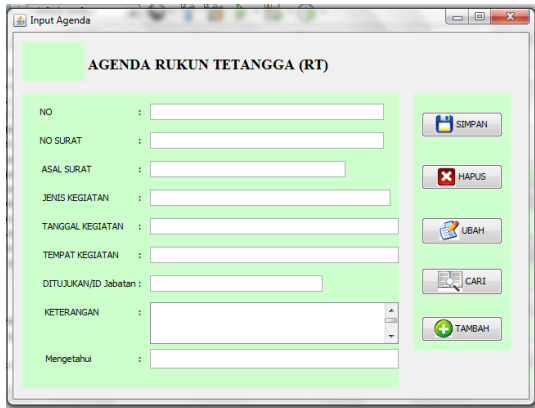 Input Agenda
AGENDA RUKUN TETANGGA (RT)
NO :
NO SURAT :
ASAL SURAT :
JENIS KEGIATAN :
TANGGAL KEGIATAN :
TEMPAT KEGIATAN :
DITUJUKAN/ID Jabatan :
KETERANGAN :
Mengetahui :
SIMPAN
HAPUS
UBAH
CARI
TAMBAH